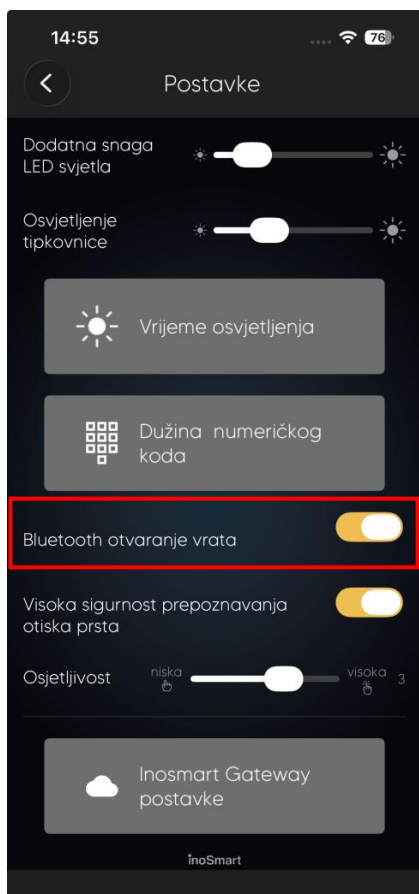 14:55
76
Postavke
Dodatna snaga
LED svjetla
Osvjetljenje
tipkovnice
Vrijeme osvjetljenja
Dužina numeričkog
koda
Bluetooth otvaranje vrata
Visoka sigurnost prepoznavanja
otiska prsta
Osjetljivost niska visoka 3
Inosmart Gateway
postavke
inoSmart